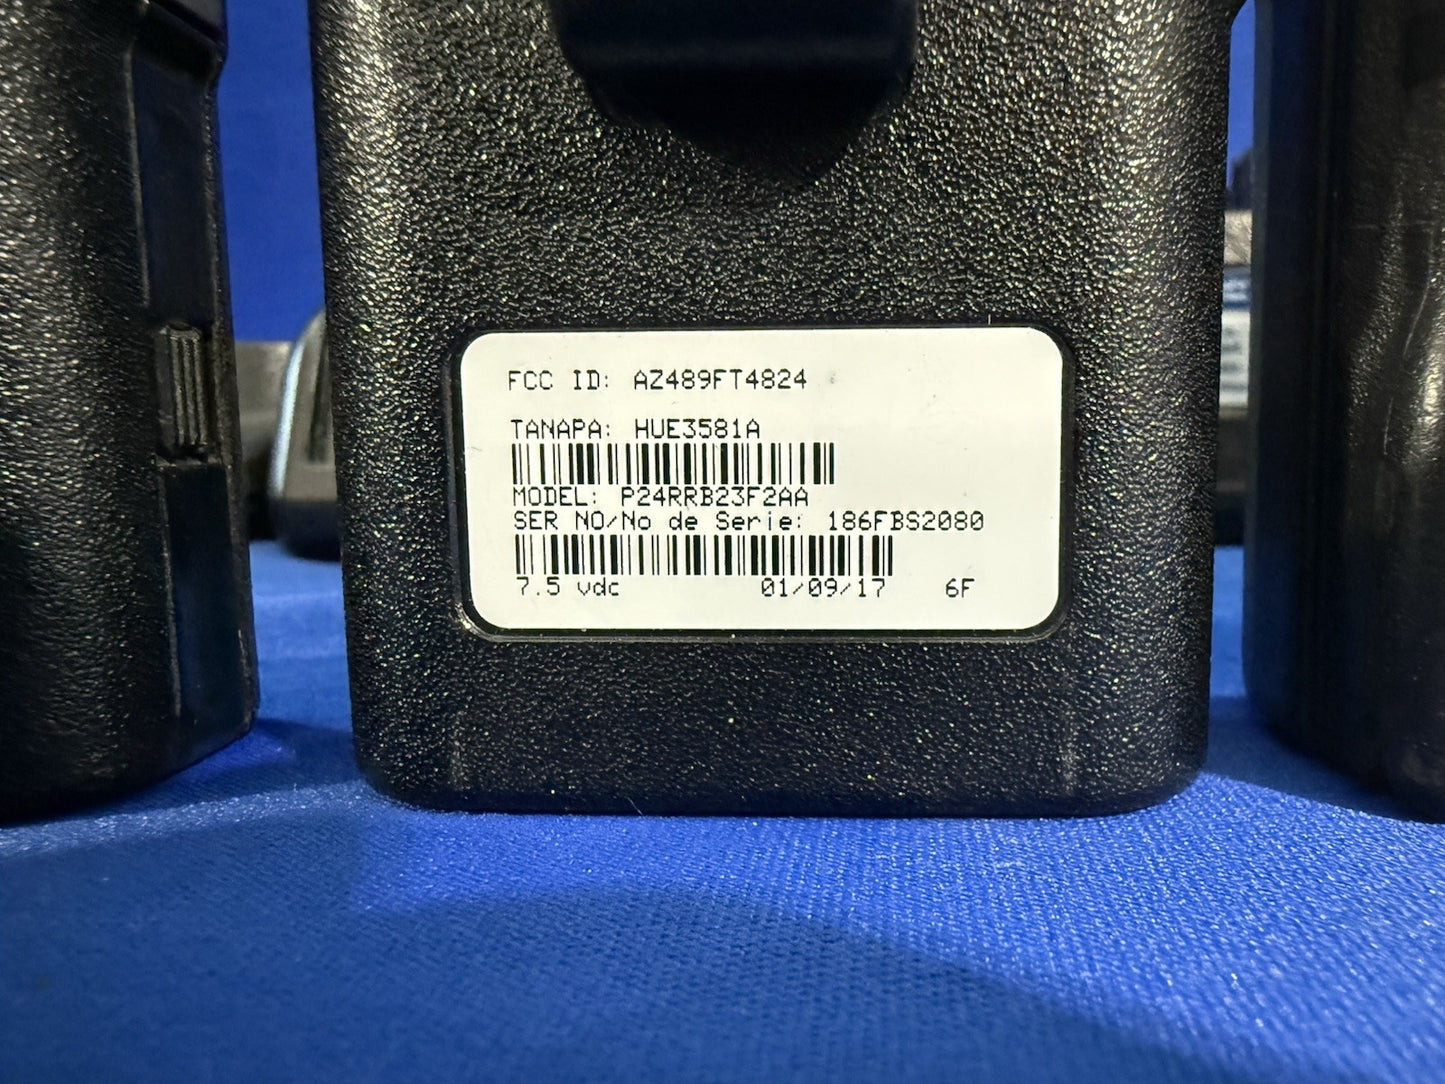 FCC ID: AZ489FT4824
TANAPA: HUE3581A
MODEL: P24RRB23F2AA
SER NO/No de Serie: 186FBS2080
7.5 vdc 01/09/17 6F